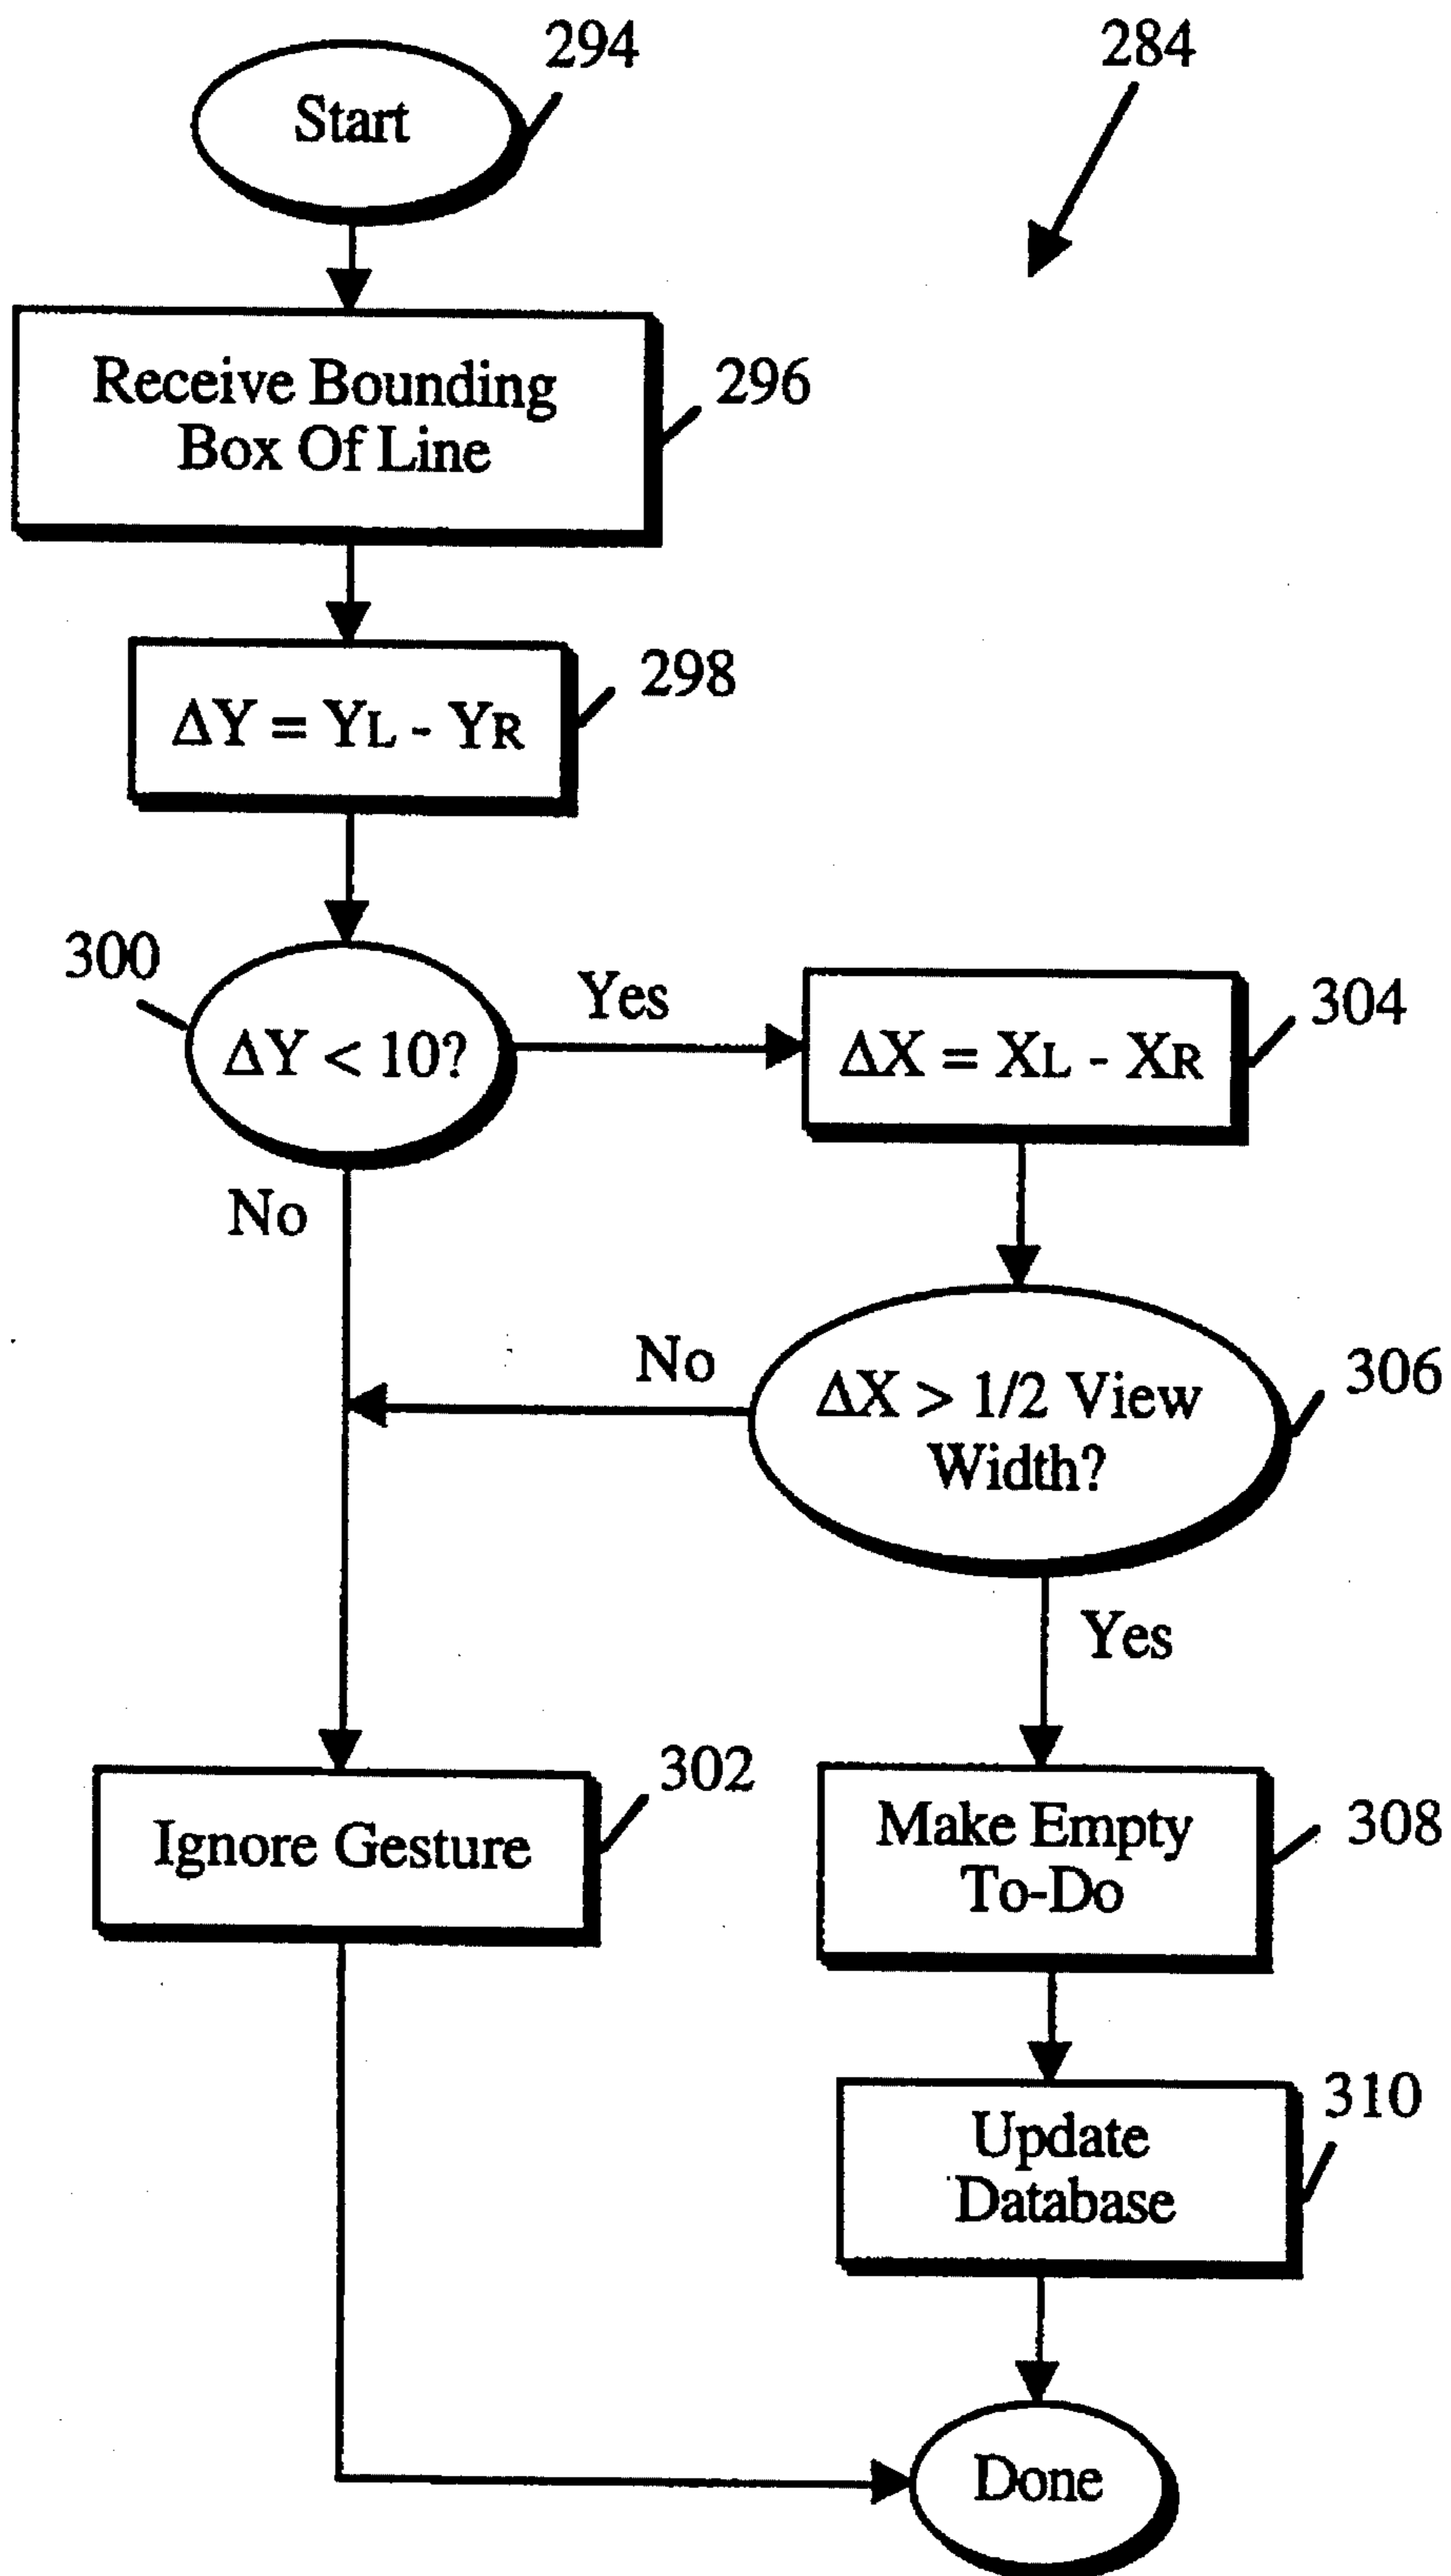 294
284
Start
Receive Bounding
Box Of Line
296
ΔY = YL - YR
298
300
ΔY < 10?
Yes
ΔX = XL - XR
304
No
No
ΔX > 1/2 View
Width?
306
Yes
Ignore Gesture
302
Make Empty
To-Do
308
Update
Database
310
Done